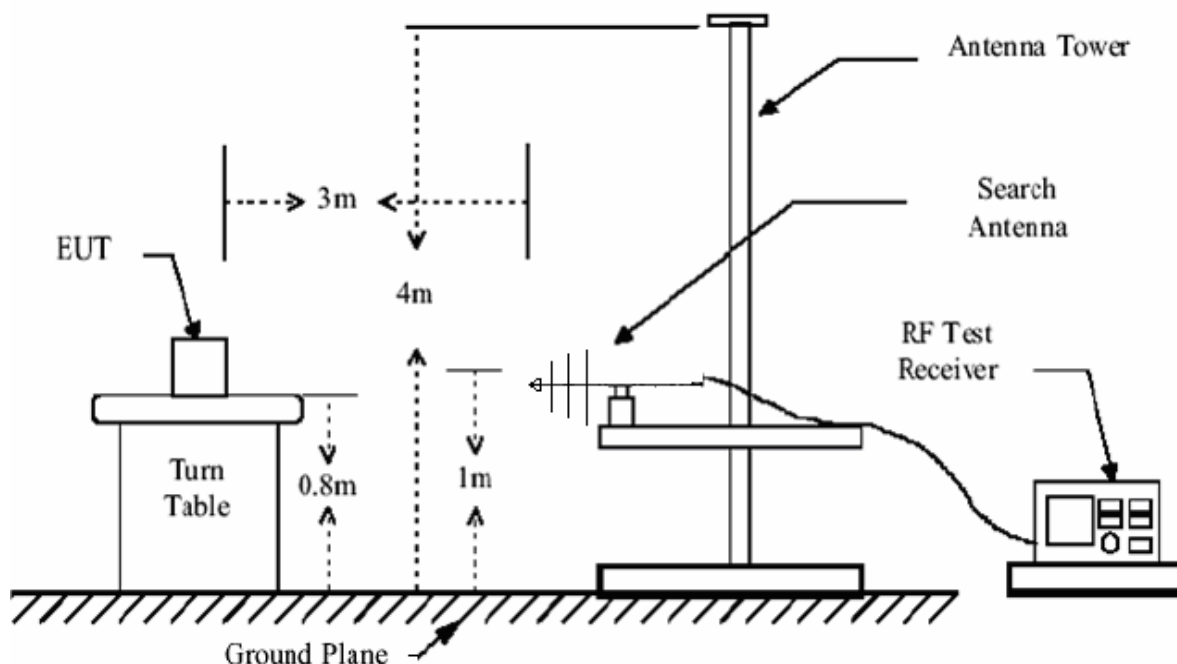 Antenna Tower
3m
Search
Antenna
EUT
4m
RF Test
Receiver
Turn
Table
0.8m
1m
Ground Plane